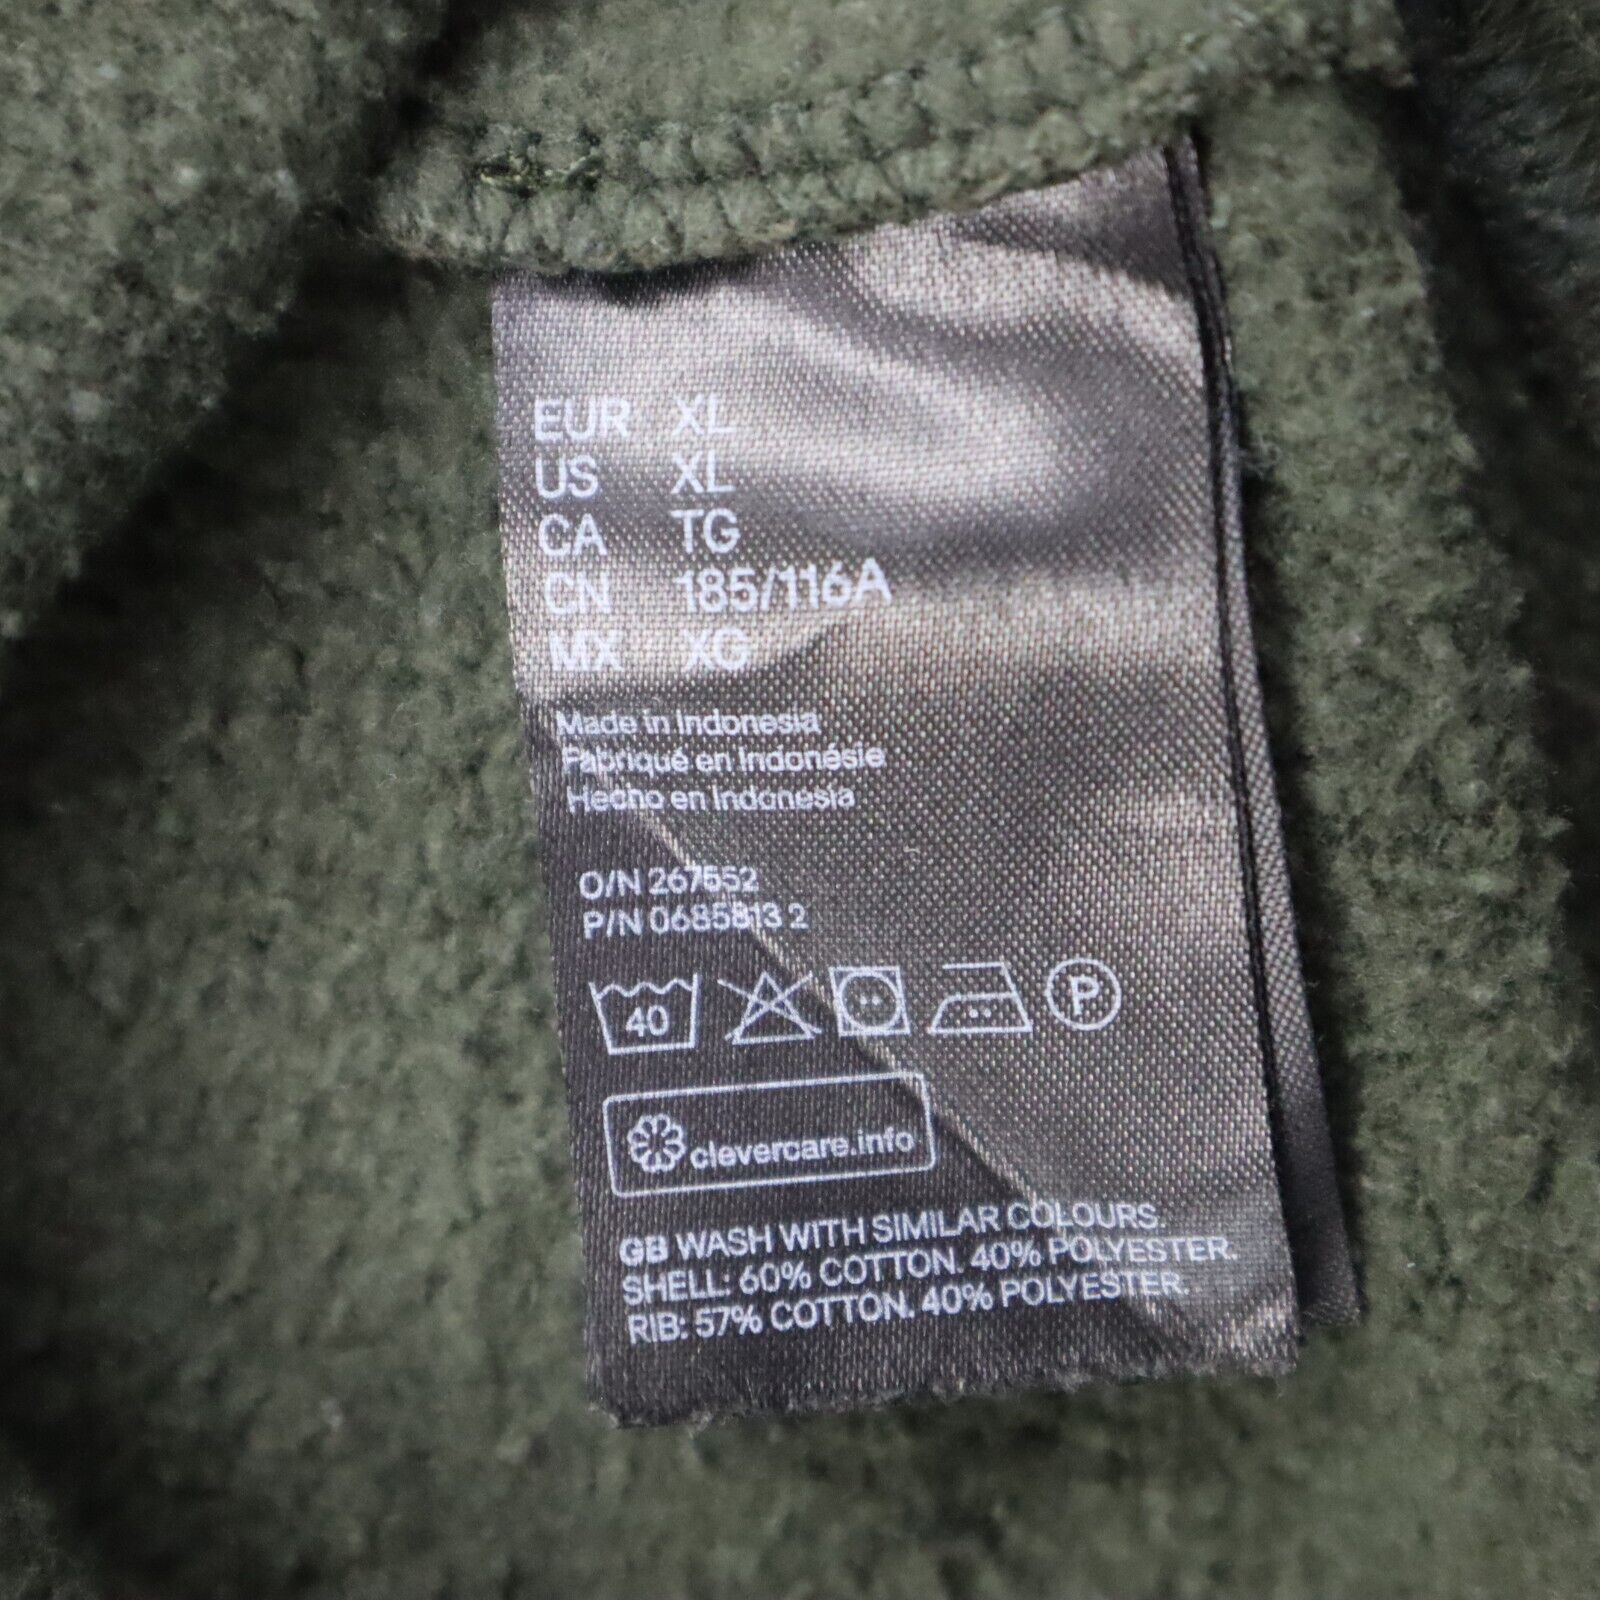 EUR XL
US XL
CA TG
CN 185/116A
MX XG
Made in Indonesia
Fabriqué en Indonésie
Hecho en Indonesia
O/N 267552
P/N 0685813 2
40 P
clevercare.info
GB WASH WITH SIMILAR COLOURS.
SHELL: 60% COTTON. 40% POLYESTER.
RIB: 57% COTTON. 40% POLYESTER.